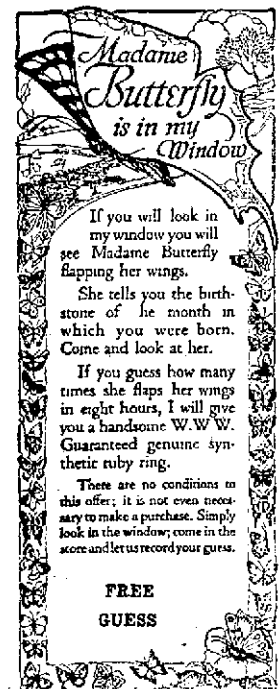 Madame
Butterfly
is in my
Window
If you will look in
my window you will
see Madame Butterfly
flapping her wings.
She tells you the birth-
stone of he month in
which you were born.
Come and look at her.
If you guess how many
times she flaps her wings
in eight hours, I will give
you a handsome W.W.W.
Guaranteed genuine syn-
thetic ruby ring.
There are no conditions to
this offer; it is not even neces-
sary to make a purchase. Simply
look in the window; come in the
store and let us record your guess.
FREE
GUESS